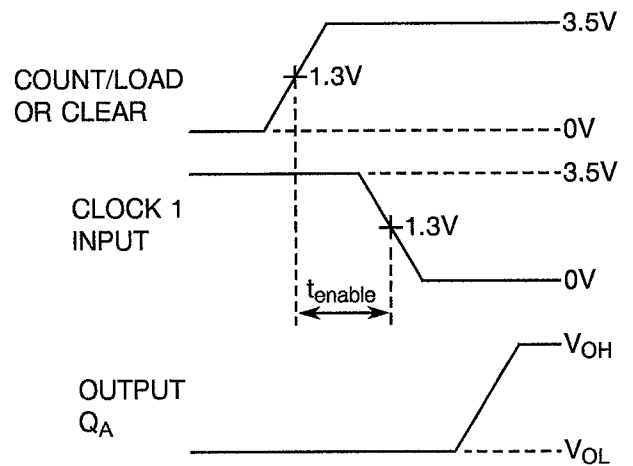 3.5V
COUNT/LOAD
OR CLEAR
1.3V
0V
3.5V
CLOCK 1
INPUT
1.3V
0V
tenable
VOH
OUTPUT
QA
VOL